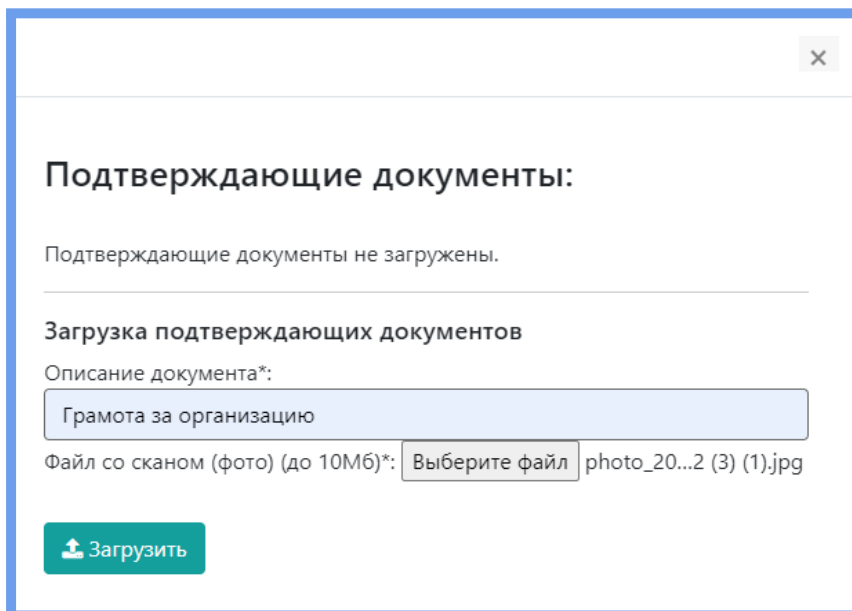 ×
Подтверждающие документы:
Подтверждающие документы не загружены.
Загрузка подтверждающих документов
Описание документа*:
Грамота за организацию
Файл со сканом (фото) (до 10Мб)*: Выберите файл photo_20...2 (3) (1).jpg
Загрузить